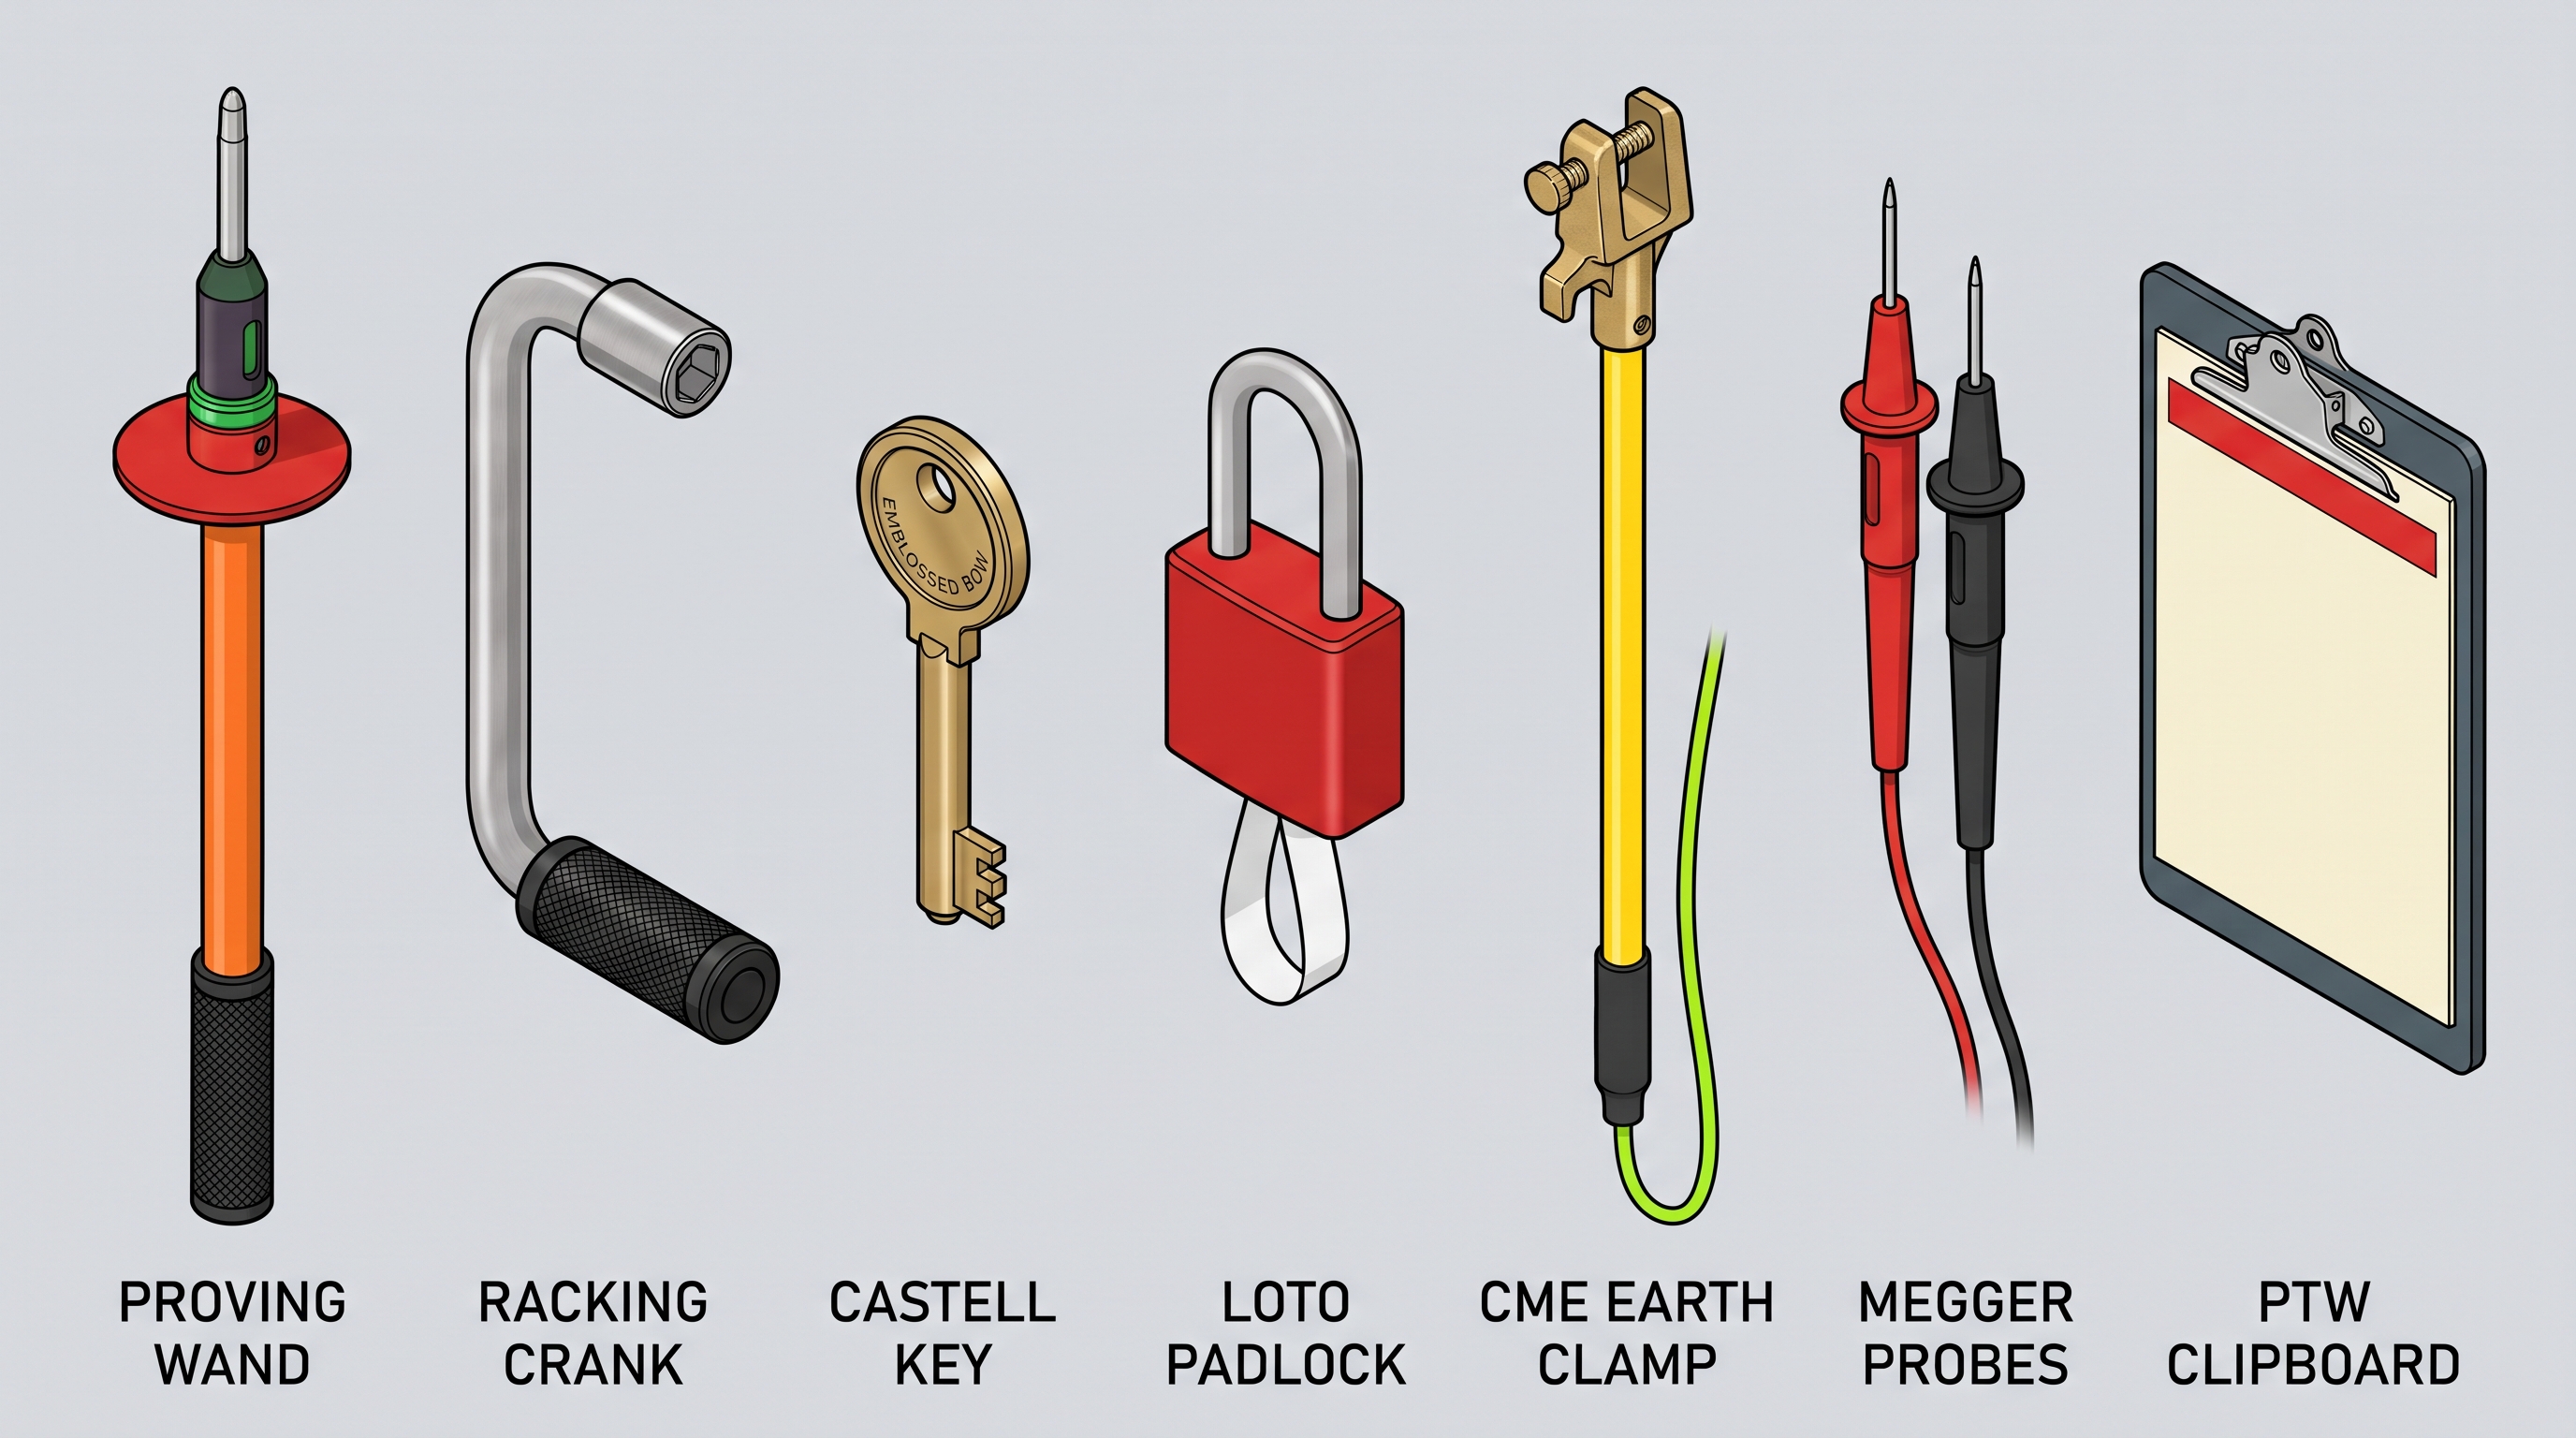 EMBLOSSED BOW
PROVING
WAND
RACKING
CRANK
CASTELL
KEY
LOTO
PADLOCK
CME EARTH
CLAMP
MEGGER
PROBES
PTW
CLIPBOARD